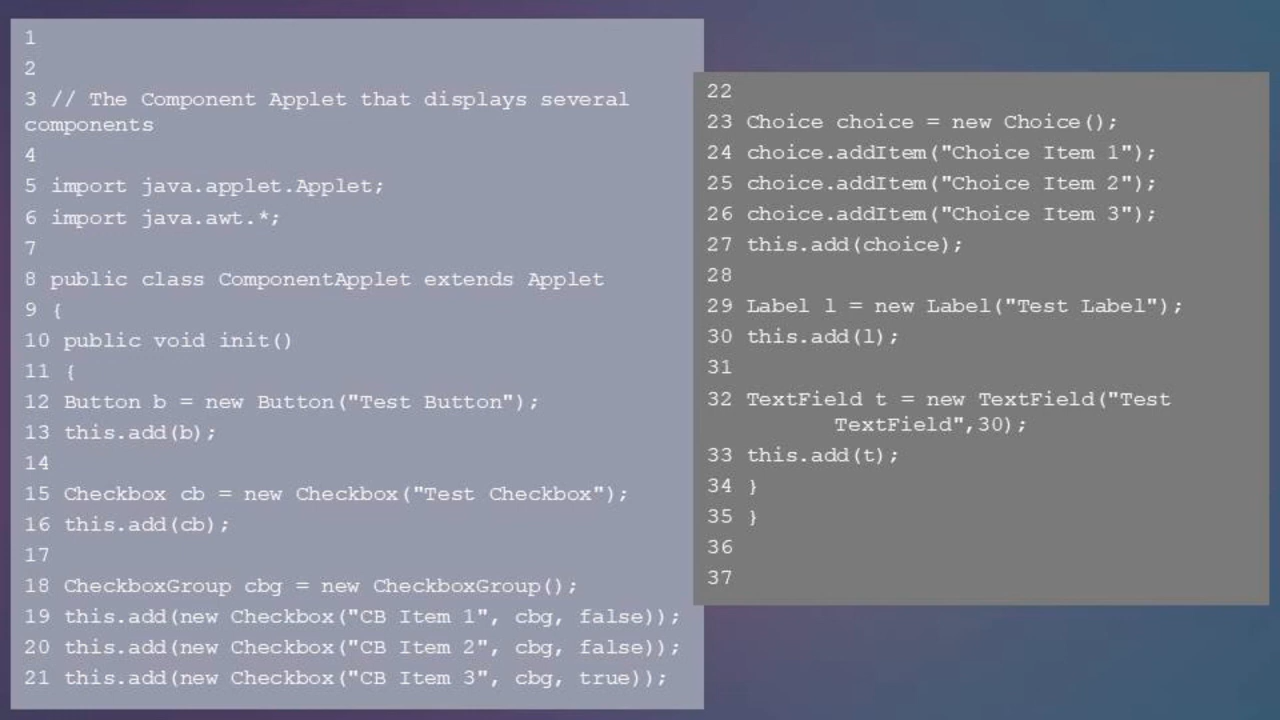 1
2
3 // The Component Applet that displays several
components
4
5 import java.applet.Applet;
6 import java.awt.*;
7
8 public class ComponentApplet extends Applet
9 {
10 public void init()
11 {
12 Button b = new Button("Test Button");
13 this.add(b);
14
15 Checkbox cb = new Checkbox("Test Checkbox");
16 this.add(cb);
17
18 CheckboxGroup cbg = new CheckboxGroup();
19 this.add(new Checkbox("CB Item 1", cbg, false));
20 this.add(new Checkbox("CB Item 2", cbg, false));
21 this.add(new Checkbox("CB Item 3", cbg, true));
22
23 Choice choice = new Choice();
24 choice.addItem("Choice Item 1");
25 choice.addItem("Choice Item 2");
26 choice.addItem("Choice Item 3");
27 this.add(choice);
28
29 Label l = new Label("Test Label");
30 this.add(l);
31
32 TextField t = new TextField("Test
TextField",30);
33 this.add(t);
34 }
35 }
36
37